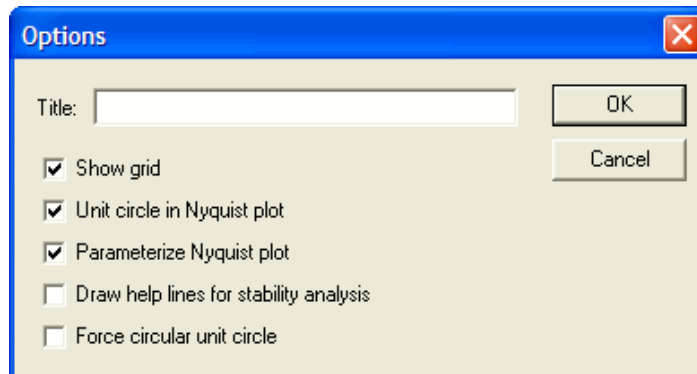 Options
Title:
OK
Cancel
Show grid
Unit circle in Nyquist plot
Parameterize Nyquist plot
Draw help lines for stability analysis
Force circular unit circle